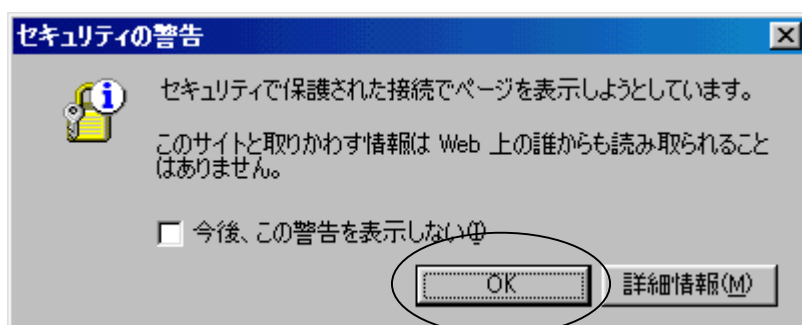 セキュリティの警告
セキュリティで保護された接続でページを表示しようとしています。
このサイトと取りかわす情報は Web 上の誰からも読み取られること
はありません。
今後、この警告を表示しない(I)
OK
詳細情報(M)